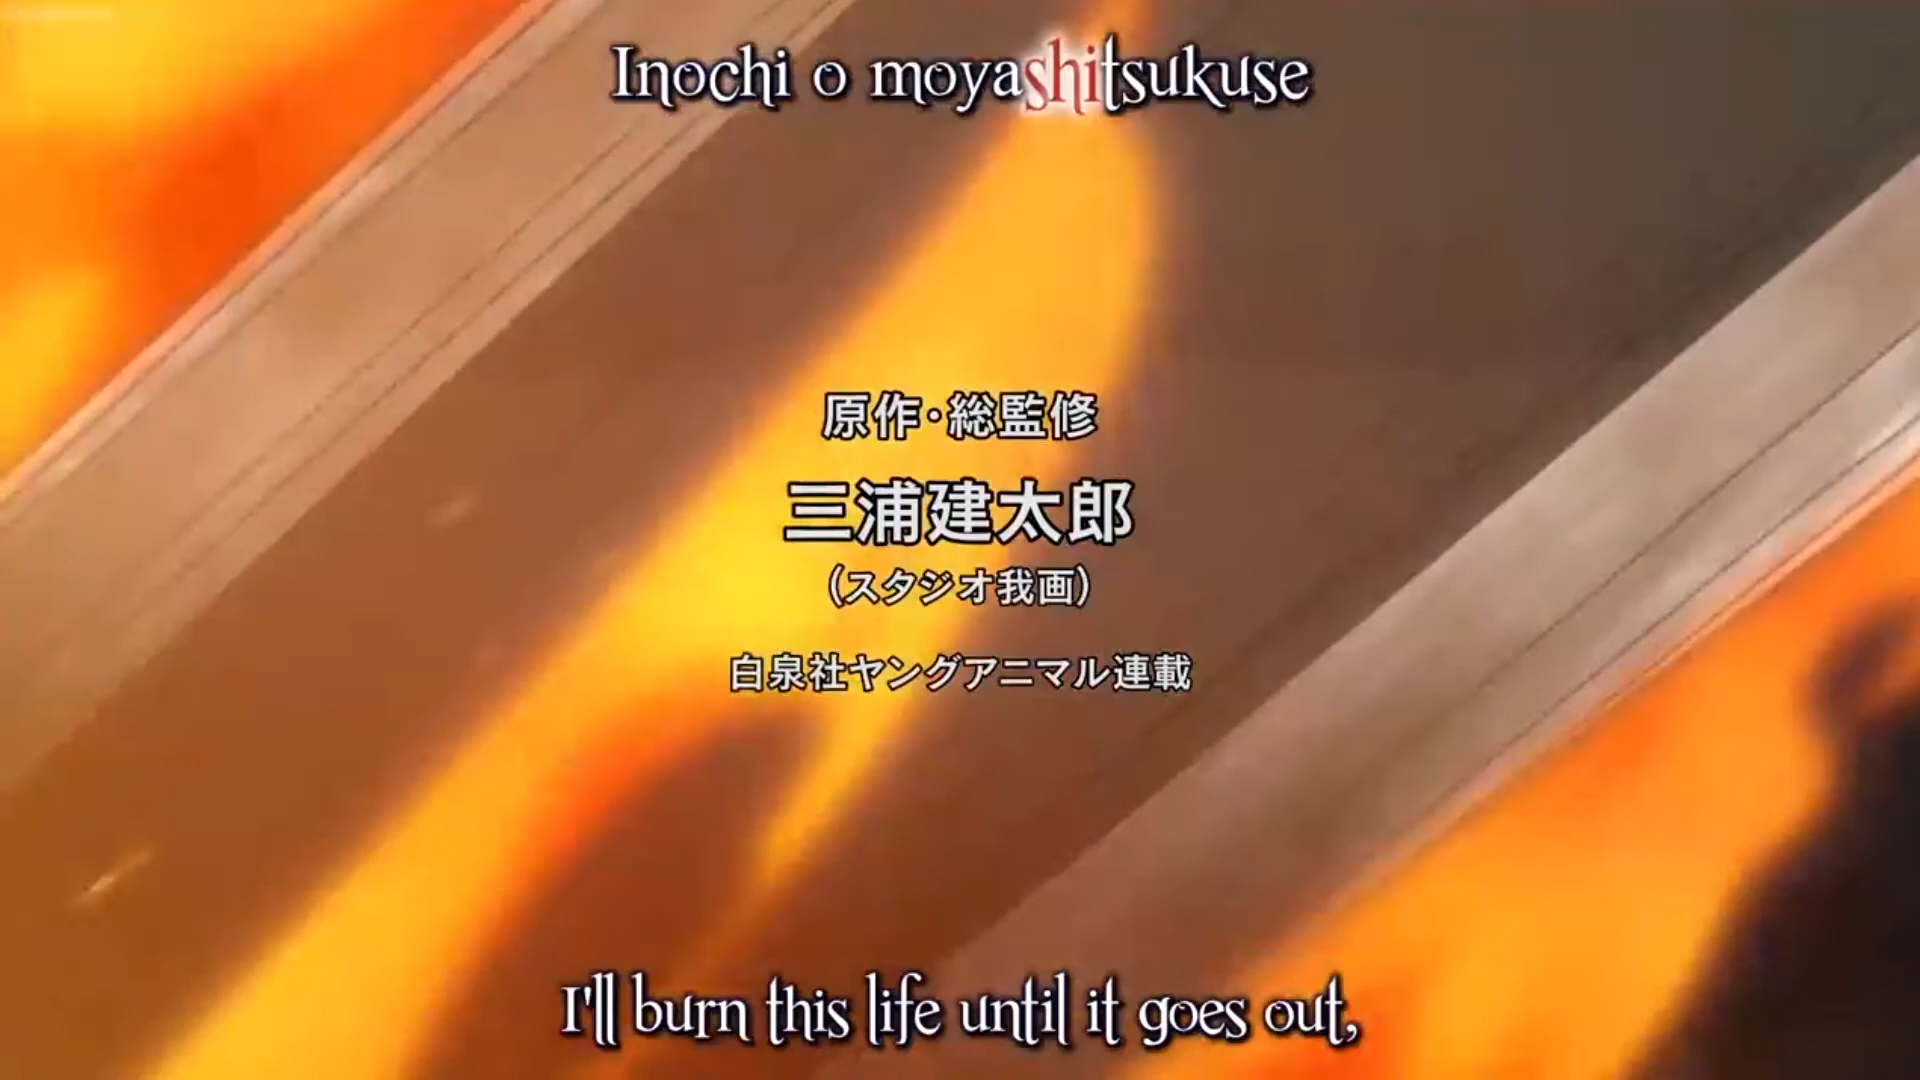 Inochi o moyashitsukuse
原作・総監修
三浦建太郎
(スタジオ我画)
白泉社ヤングアニマル連載
I'll burn this life until it goes out,